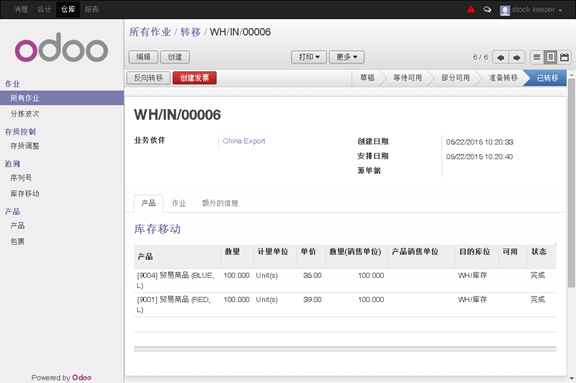 消息 会计 仓库 报告 stock keeper
odoo
作业
所有作业
分拣波次
存货控制
存货调整
追溯
序列号
库存移动
产品
产品
包裹
Powered by Odoo
所有作业 / 转移 / WH/IN/00006
编辑 创建 打印 更多 6 / 6
反向转移 创建发票 草稿 等待可用 部分可用 准备转移 已转移
WH/IN/00006
业务伙伴 China Export 创建日期 05/22/2015 10:20:33
安排日期 05/22/2015 10:20:40
源单据
产品 作业 额外的信息
库存移动
产品 数量 计量单位 单价 数量(销售单位) 产品销售单位 目的库位 可用 状态
[9004] 贸易商品 (BLUE, 100.000 Unit(s) 35.00 100.000 WH/库存 完成
L)
[9001] 贸易商品 (RED, 100.000 Unit(s) 39.00 100.000 WH/库存 完成
L)